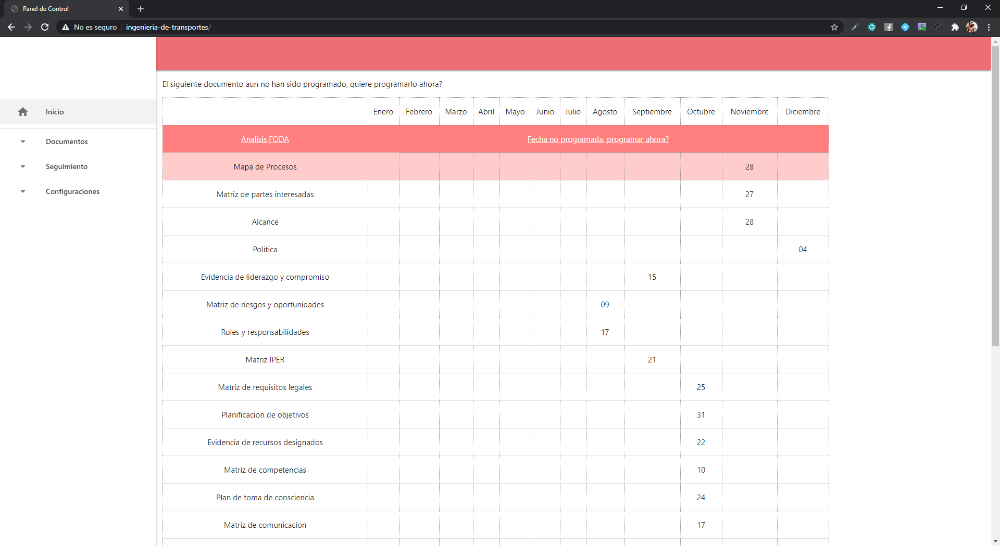 Panel de Control
No es seguro ingenieria-de-transportes/
Inicio
Documentos
Seguimiento
Configuraciones
El siguiente documento aun no han sido programado, quiere programarlo ahora?
Enero Febrero Marzo Abril Mayo Junio Julio Agosto Septiembre Octubre Noviembre Diciembre
Analisis FODA Fecha no programada, programar ahora?
Mapa de Procesos 28
Matriz de partes interesadas 27
Alcance 28
Politica 04
Evidencia de liderazgo y compromiso 15
Matriz de riesgos y oportunidades 09
Roles y responsabilidades 17
Matriz IPER 21
Matriz de requisitos legales 25
Planificacion de objetivos 31
Evidencia de recursos designados 22
Matriz de competencias 10
Plan de toma de consciencia 24
Matriz de comunicacion 17